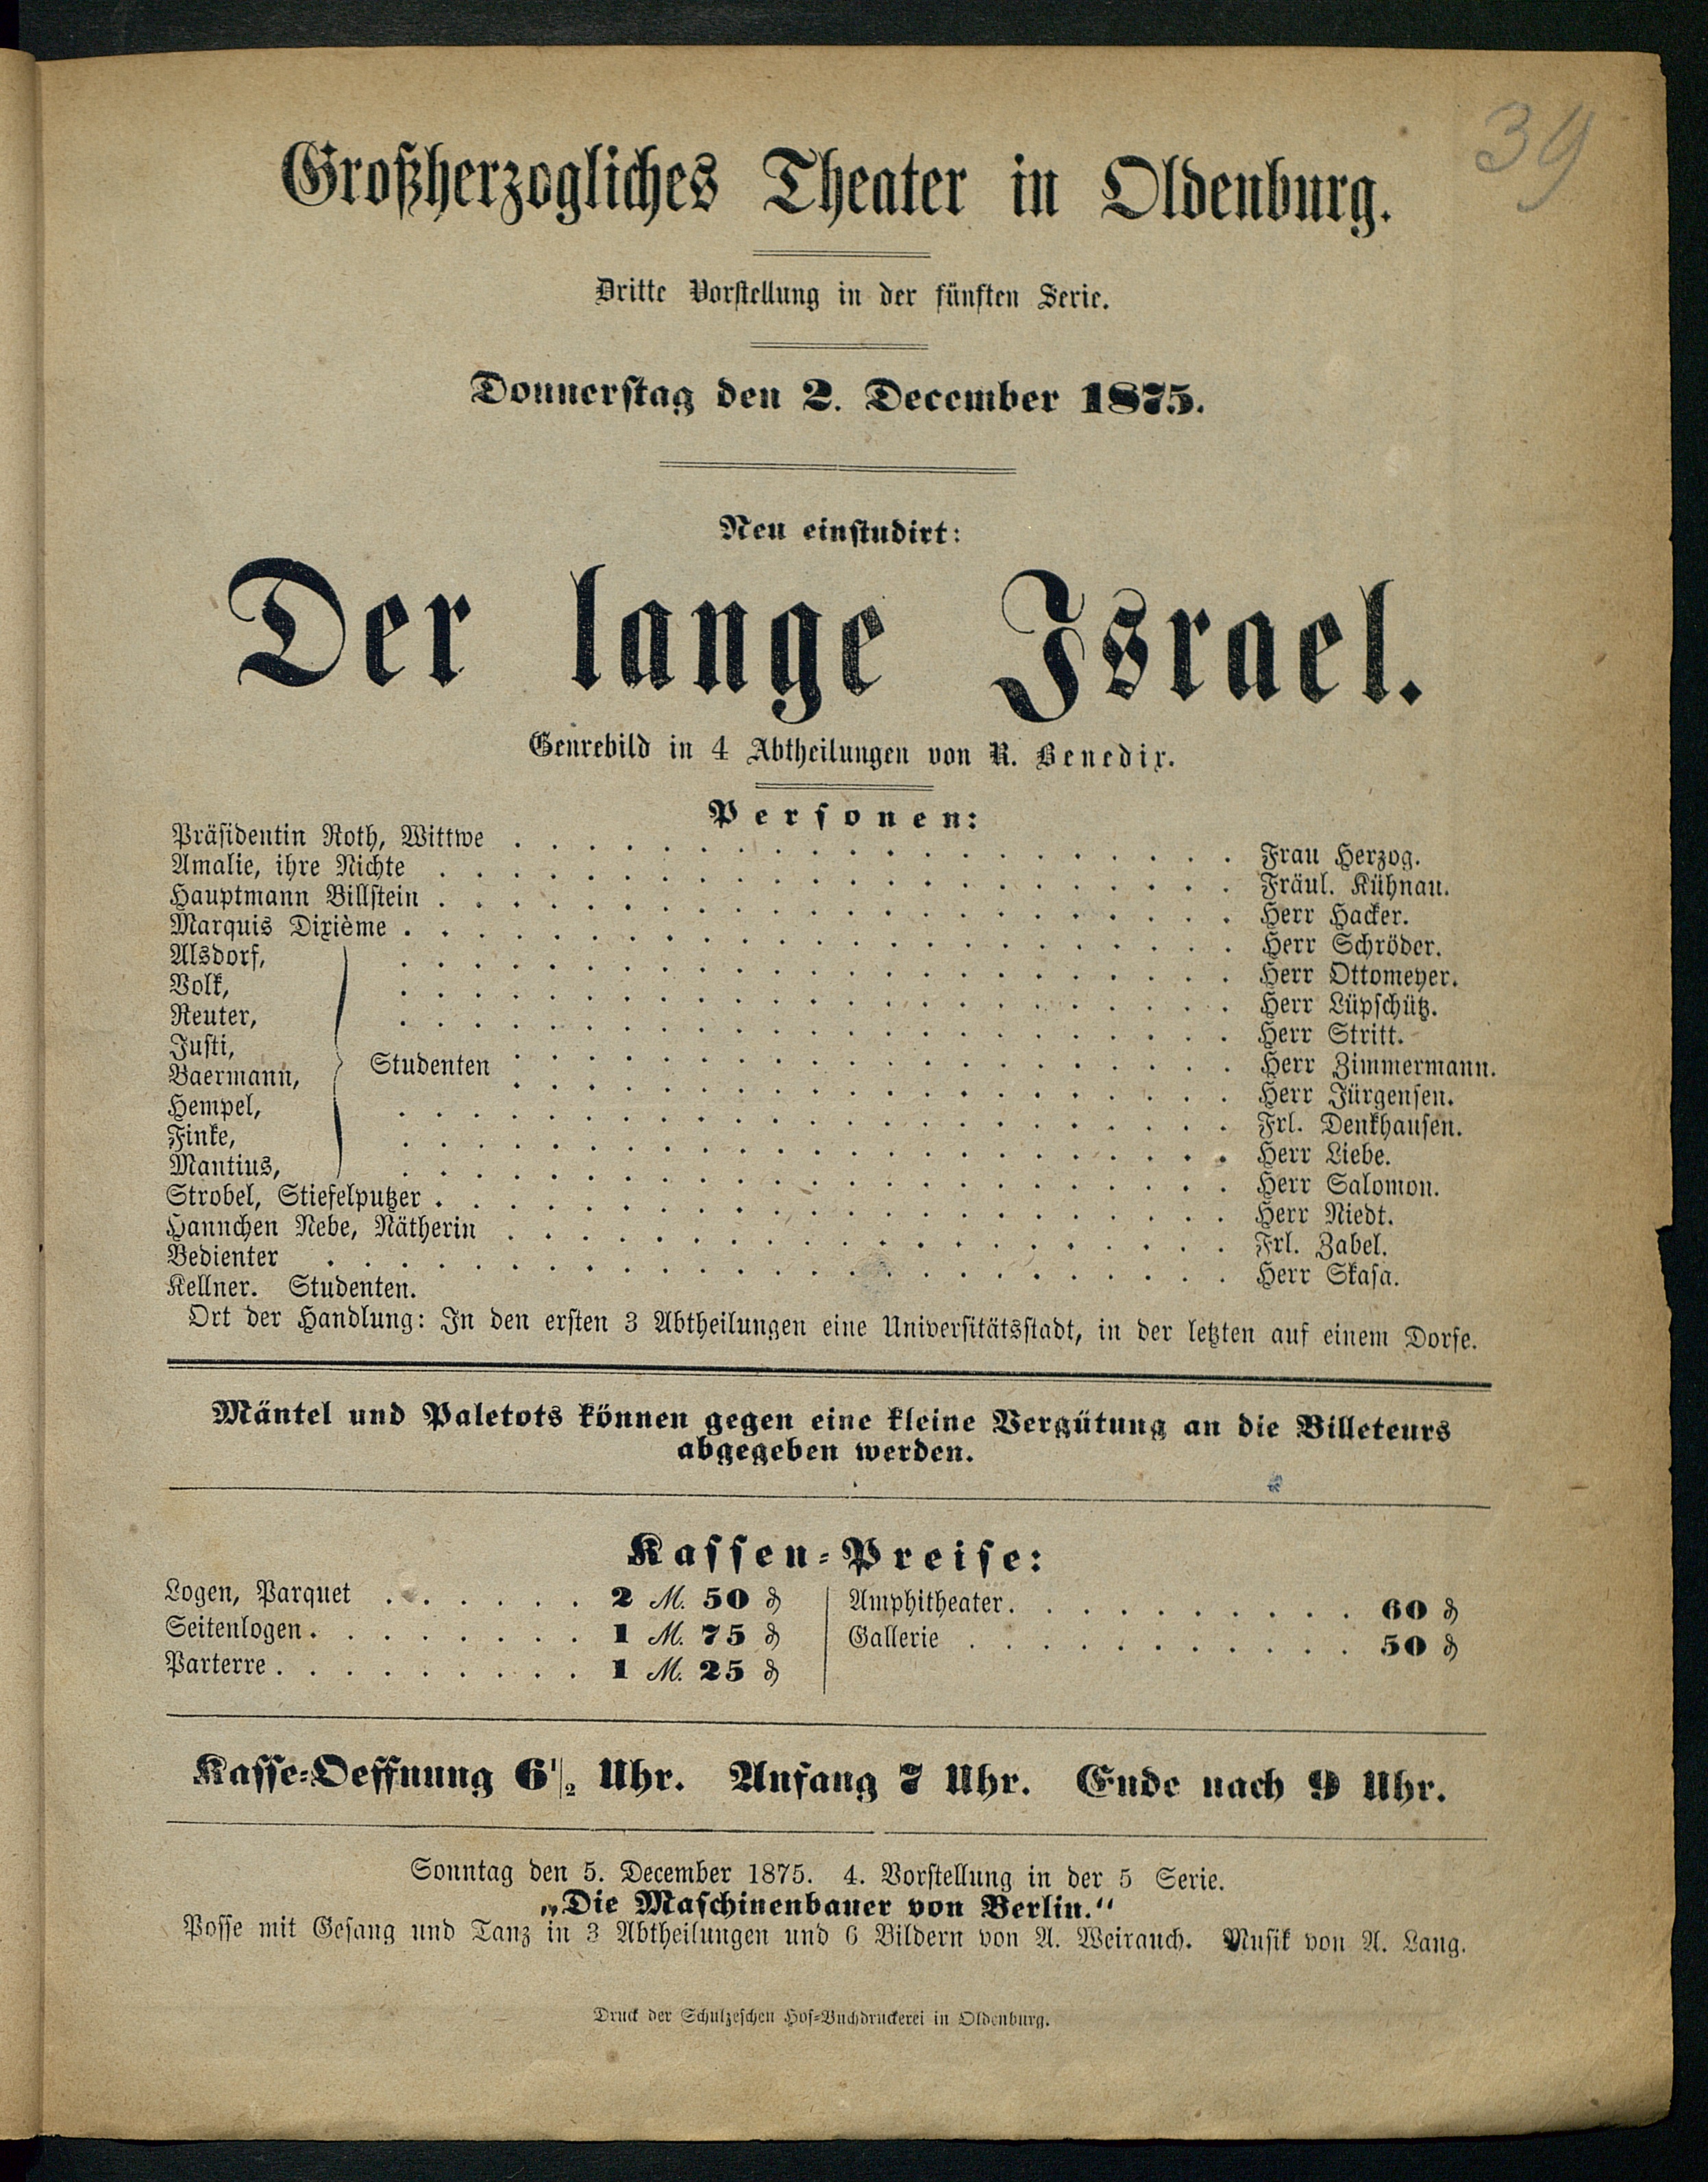 39
Großherzogliches Theater in Oldenburg.
Dritte Vorstellung in der fünften Serie.
Donnerstag den 2. December 1875.
Neu einstudirt:
Der lange Israel.
Genrebild in 4 Abtheilungen von R. Benedix.
Personen:
Präsidentin Roth, Wittwe . . . . . Frau Herzog.
Amalie, ihre Nichte . . . . . Fräul. Kühnau.
Hauptmann Billstein . . . . . Herr Hacker.
Marquis Dixième . . . . . Herr Schröder.
Alsdorf, . . . . . Herr Ottomeyer.
Volk, . . . . . Herr Lüpschütz.
Reuter, . . . . . Herr Stritt.
Justi, . . . . . Herr Zimmermann.
Studenten
Baermann, . . . . . Herr Jürgensen.
Hempel, . . . . . Frl. Denkhausen.
Finke, . . . . . Herr Liebe.
Mantius, . . . . . Herr Salomon.
Strobel, Stiefelputzer . . . . . Herr Niedt.
Hannchen Nebe, Nätherin . . . . . Frl. Zabel.
Bedienter . . . . . Herr Skasa.
Kellner. Studenten.
Ort der Handlung: In den ersten 3 Abtheilungen eine Universitätsstadt, in der letzten auf einem Dorfe.
Mäntel und Paletots können gegen eine kleine Vergütung an die Billeteurs
abgegeben werden.
Kassen-Preise:
Logen, Parquet . . . . . 2 M. 50 ₰
Seitenlogen . . . . . 1 M. 75 ₰
Parterre . . . . . 1 M. 25 ₰
Amphitheater . . . . . 60 ₰
Gallerie . . . . . 50 ₰
Kasse-Oeffnung 6 1/2 Uhr. Anfang 7 Uhr. Ende nach 9 Uhr.
Sonntag den 5. December 1875. 4. Vorstellung in der 5 Serie.
„Die Maschinenbauer von Berlin."
Posse mit Gesang und Tanz in 3 Abtheilungen und 6 Bildern von A. Weirauch. Musik von A. Lang.
Druck der Schulzeschen Hof-Buchdruckerei in Oldenburg.